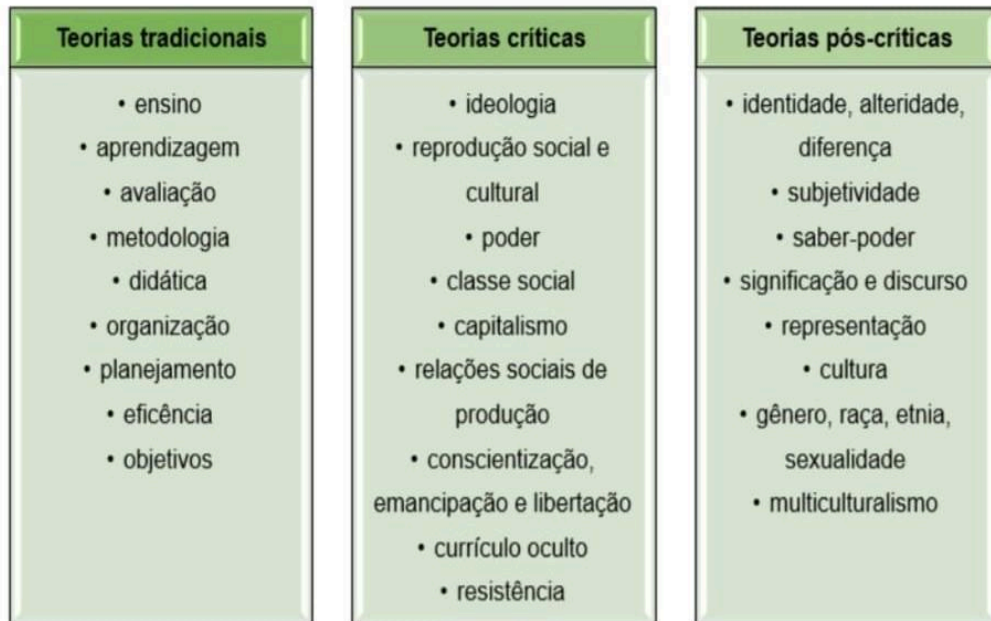 Teorias tradicionais
• ensino
• aprendizagem
• avaliação
• metodologia
• didática
• organização
• planejamento
• eficência
• objetivos
Teorias críticas
• ideologia
• reprodução social e
cultural
• poder
• classe social
• capitalismo
• relações sociais de
produção
• conscientização,
emancipação e libertação
• currículo oculto
• resistência
Teorias pós-críticas
• identidade, alteridade,
diferença
• subjetividade
• saber-poder
• significação e discurso
• representação
• cultura
• gênero, raça, etnia,
sexualidade
• multiculturalismo